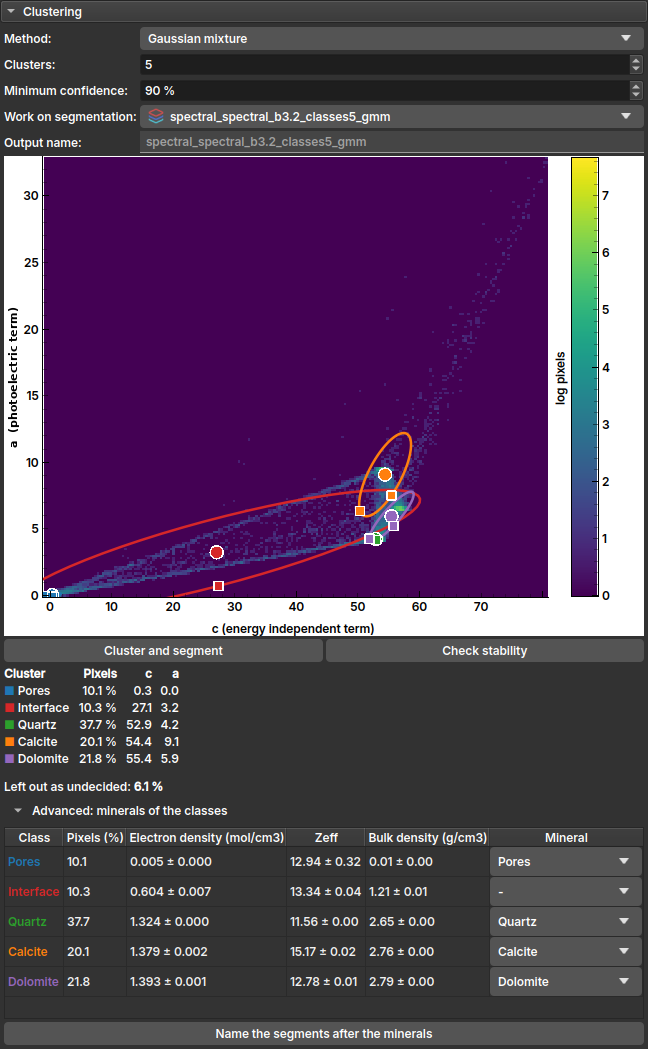 Clustering
Method: Gaussian mixture
Clusters: 5
Minimum confidence: 90 %
Work on segmentation: spectral_spectral_b3.2_classes5_gmm
Output name: spectral_spectral_b3.2_classes5_gmm
a (photoelectric term)
30
25
20
15
10
5
0
0 10 20 30 40 50 60 70
c (energy independent term)
log pixels
7
6
5
4
3
2
1
0
Cluster and segment Check stability
Cluster Pixels c a
Pores 10.1 % 0.3 0.0
Interface 10.3 % 27.1 3.2
Quartz 37.7 % 52.9 4.2
Calcite 20.1 % 54.4 9.1
Dolomite 21.8 % 55.4 5.9
Left out as undecided: 6.1 %
Advanced: minerals of the classes
Class Pixels (%) Electron density (mol/cm3) Zeff Bulk density (g/cm3) Mineral
Pores 10.1 0.005 ± 0.000 12.94 ± 0.32 0.01 ± 0.00 Pores
Interface 10.3 0.604 ± 0.007 13.34 ± 0.04 1.21 ± 0.01 -
Quartz 37.7 1.324 ± 0.000 11.56 ± 0.00 2.65 ± 0.00 Quartz
Calcite 20.1 1.379 ± 0.002 15.17 ± 0.02 2.76 ± 0.00 Calcite
Dolomite 21.8 1.393 ± 0.001 12.78 ± 0.01 2.79 ± 0.00 Dolomite
Name the segments after the minerals